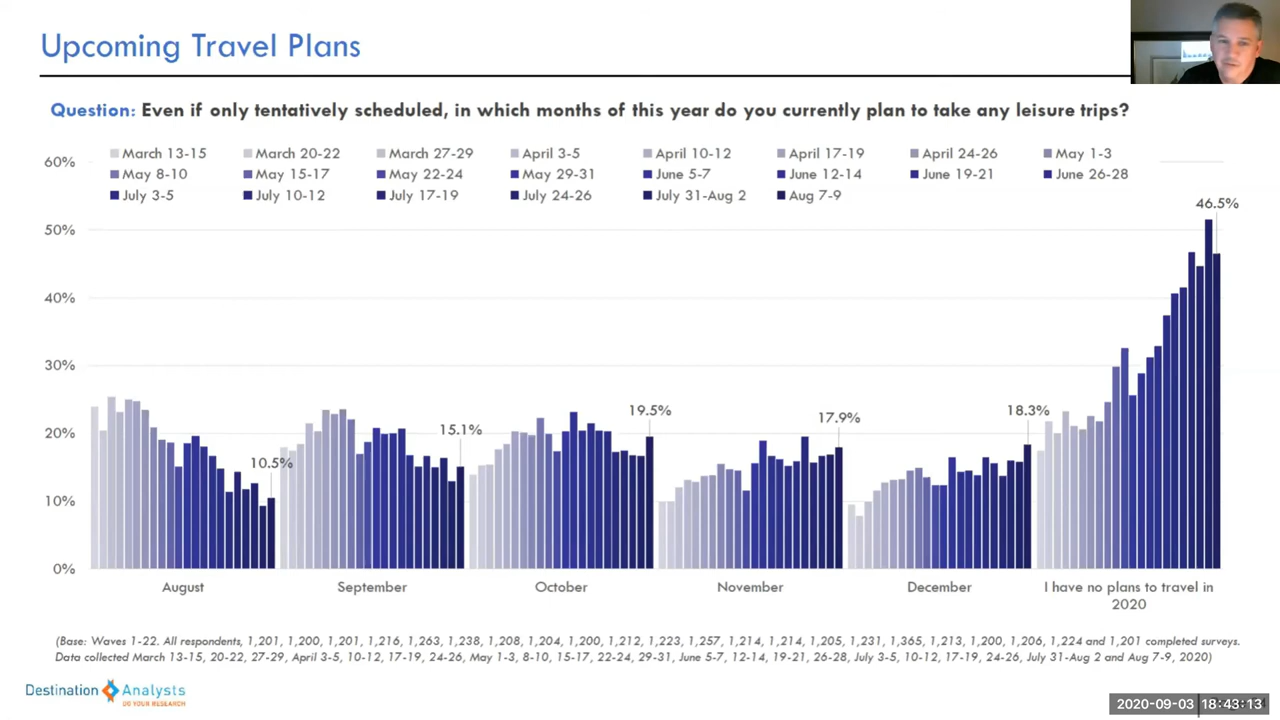 Upcoming Travel Plans
Question: Even if only tentatively scheduled, in which months of this year do you currently plan to take any leisure trips?
March 13-15 March 20-22 March 27-29 April 3-5 April 10-12 April 17-19 April 24-26 May 1-3
May 8-10 May 15-17 May 22-24 May 29-31 June 5-7 June 12-14 June 19-21 June 26-28
July 3-5 July 10-12 July 17-19 July 24-26 July 31-Aug 2 Aug 7-9
60%
50%
40%
30%
20%
10%
0%
10.5%
15.1%
19.5%
17.9%
18.3%
46.5%
August September October November December I have no plans to travel in
2020
(Base: Waves 1-22. All respondents, 1,201, 1,200, 1,201, 1,216, 1,263, 1,238, 1,208, 1,204, 1,200, 1,212, 1,223, 1,257, 1,214, 1,214, 1,205, 1,231, 1,365, 1,213, 1,200, 1,206, 1,224 and 1,201 completed surveys.
Data collected March 13-15, 20-22, 27-29, April 3-5, 10-12, 17-19, 24-26, May 1-3, 8-10, 15-17, 22-24, 29-31, June 5-7, 12-14, 19-21, 26-28, July 3-5, 10-12, 17-19, 24-26, July 31-Aug 2 and Aug 7-9, 2020)
Destination Analysts
DO YOUR RESEARCH
2020-09-03 18:43:13